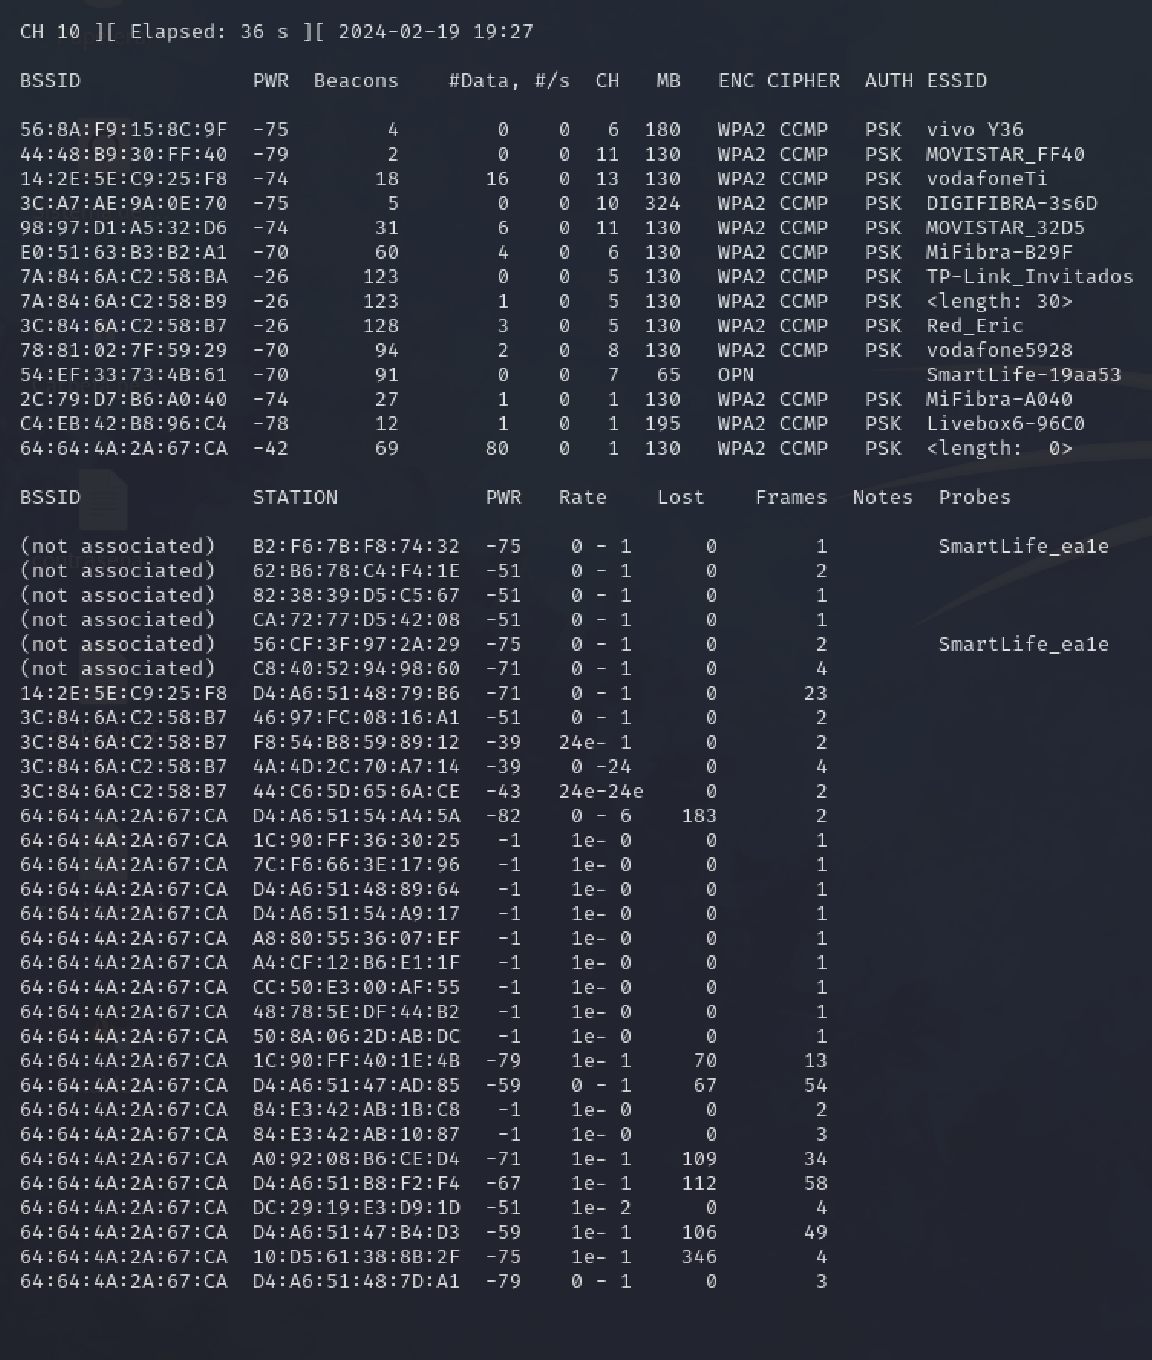 CH 10 ][ Elapsed: 36 s ][ 2024-02-19 19:27
BSSID PWR Beacons #Data, #/s CH MB ENC CIPHER AUTH ESSID
56:8A:F9:15:8C:9F -75 4 0 0 6 180 WPA2 CCMP PSK vivo Y36
44:48:B9:30:FF:40 -79 2 0 0 11 130 WPA2 CCMP PSK MOVISTAR_FF40
14:2E:5E:C9:25:F8 -74 18 16 0 13 130 WPA2 CCMP PSK vodafoneTi
3C:A7:AE:9A:0E:70 -75 5 0 0 10 324 WPA2 CCMP PSK DIGIFIBRA-3s6D
98:97:D1:A5:32:D6 -74 31 6 0 11 130 WPA2 CCMP PSK MOVISTAR_32D5
E0:51:63:B3:B2:A1 -70 60 4 0 6 130 WPA2 CCMP PSK MiFibra-B29F
7A:84:6A:C2:58:BA -26 123 0 0 5 130 WPA2 CCMP PSK TP-Link_Invitados
7A:84:6A:C2:58:B9 -26 123 1 0 5 130 WPA2 CCMP PSK <length: 30>
3C:84:6A:C2:58:B7 -26 128 3 0 5 130 WPA2 CCMP PSK Red_Eric
78:81:02:7F:59:29 -70 94 2 0 8 130 WPA2 CCMP PSK vodafone5928
54:EF:33:73:4B:61 -70 91 0 0 7 65 OPN SmartLife-19aa53
2C:79:D7:B6:A0:40 -74 27 1 0 1 130 WPA2 CCMP PSK MiFibra-A040
C4:EB:42:B8:96:C4 -78 12 1 0 1 195 WPA2 CCMP PSK Livebox6-96C0
64:64:4A:2A:67:CA -42 69 80 0 1 130 WPA2 CCMP PSK <length: 0>
BSSID STATION PWR Rate Lost Frames Notes Probes
(not associated) B2:F6:7B:F8:74:32 -75 0 - 1 0 1 SmartLife_ea1e
(not associated) 62:B6:78:C4:F4:1E -51 0 - 1 0 2
(not associated) 82:38:39:D5:C5:67 -51 0 - 1 0 1
(not associated) CA:72:77:D5:42:08 -51 0 - 1 0 1
(not associated) 56:CF:3F:97:2A:29 -75 0 - 1 0 2 SmartLife_ea1e
(not associated) C8:40:52:94:98:60 -71 0 - 1 0 4
14:2E:5E:C9:25:F8 D4:A6:51:48:79:B6 -71 0 - 1 0 23
3C:84:6A:C2:58:B7 46:97:FC:08:16:A1 -51 0 - 1 0 2
3C:84:6A:C2:58:B7 F8:54:B8:59:89:12 -39 24e- 1 0 2
3C:84:6A:C2:58:B7 4A:4D:2C:70:A7:14 -39 0 -24 0 4
3C:84:6A:C2:58:B7 44:C6:5D:65:6A:CE -43 24e-24e 0 2
64:64:4A:2A:67:CA D4:A6:51:54:A4:5A -82 0 - 6 183 2
64:64:4A:2A:67:CA 1C:90:FF:36:30:25 -1 1e- 0 0 1
64:64:4A:2A:67:CA 7C:F6:66:3E:17:96 -1 1e- 0 0 1
64:64:4A:2A:67:CA D4:A6:51:48:89:64 -1 1e- 0 0 1
64:64:4A:2A:67:CA D4:A6:51:54:A9:17 -1 1e- 0 0 1
64:64:4A:2A:67:CA A8:80:55:36:07:EF -1 1e- 0 0 1
64:64:4A:2A:67:CA A4:CF:12:B6:E1:1F -1 1e- 0 0 1
64:64:4A:2A:67:CA CC:50:E3:00:AF:55 -1 1e- 0 0 1
64:64:4A:2A:67:CA 48:78:5E:DF:44:B2 -1 1e- 0 0 1
64:64:4A:2A:67:CA 50:8A:06:2D:AB:DC -1 1e- 0 0 1
64:64:4A:2A:67:CA 1C:90:FF:40:1E:4B -79 1e- 1 70 13
64:64:4A:2A:67:CA D4:A6:51:47:AD:85 -59 0 - 1 67 54
64:64:4A:2A:67:CA 84:E3:42:AB:1B:C8 -1 1e- 0 0 2
64:64:4A:2A:67:CA 84:E3:42:AB:10:87 -1 1e- 0 0 3
64:64:4A:2A:67:CA A0:92:08:B6:CE:D4 -71 1e- 1 109 34
64:64:4A:2A:67:CA D4:A6:51:B8:F2:F4 -67 1e- 1 112 58
64:64:4A:2A:67:CA DC:29:19:E3:D9:1D -51 1e- 2 0 4
64:64:4A:2A:67:CA D4:A6:51:47:B4:D3 -59 1e- 1 106 49
64:64:4A:2A:67:CA 10:D5:61:38:8B:2F -75 1e- 1 346 4
64:64:4A:2A:67:CA D4:A6:51:48:7D:A1 -79 0 - 1 0 3